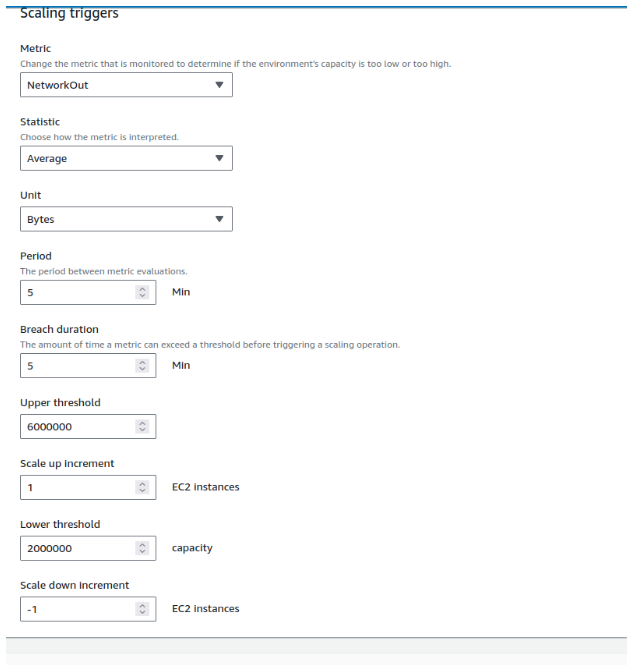 Scaling triggers
Metric
Change the metric that is monitored to determine if the environment's capacity is too low or too high.
NetworkOut
Statistic
Choose how the metric is interpreted.
Average
Unit
Bytes
Period
The period between metric evaluations.
5 Min
Breach duration
The amount of time a metric can exceed a threshold before triggering a scaling operation.
5 Min
Upper threshold
6000000
Scale up increment
1 EC2 instances
Lower threshold
2000000 capacity
Scale down increment
-1 EC2 instances